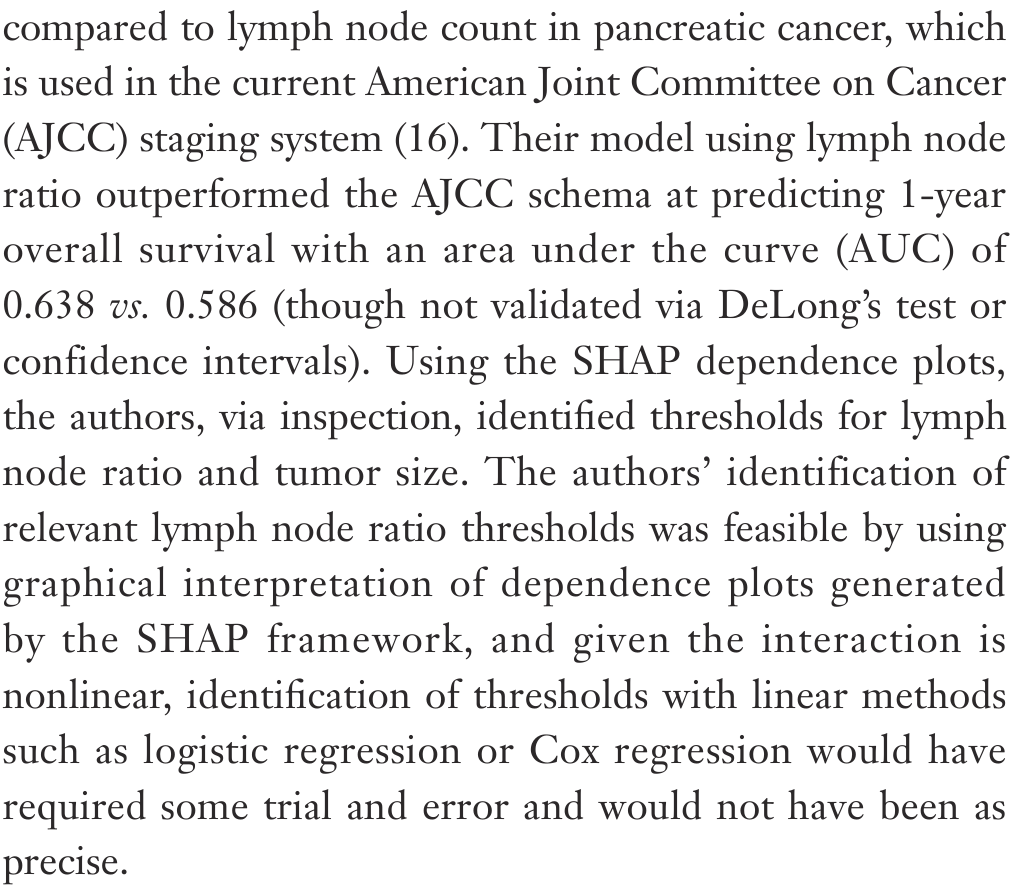 compared to lymph node count in pancreatic cancer, which
is used in the current American Joint Committee on Cancer
(AJCC) staging system (16). Their model using lymph node
ratio outperformed the AJCC schema at predicting 1-year
overall survival with an area under the curve (AUC) of
0.638 vs. 0.586 (though not validated via DeLong’s test or
confidence intervals). Using the SHAP dependence plots,
the authors, via inspection, identified thresholds for lymph
node ratio and tumor size. The authors’ identification of
relevant lymph node ratio thresholds was feasible by using
graphical interpretation of dependence plots generated
by the SHAP framework, and given the interaction is
nonlinear, identification of thresholds with linear methods
such as logistic regression or Cox regression would have
required some trial and error and would not have been as
precise.